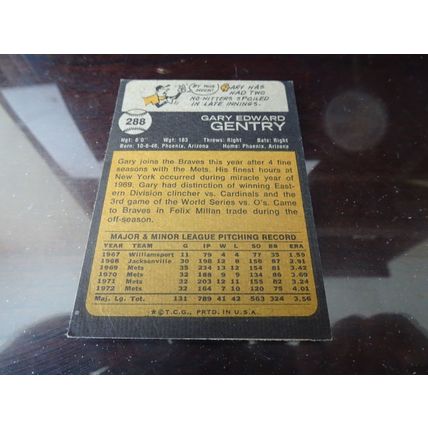 GARY HAS
HAD TWO
NO-HITTERS SPOILED
IN LATE INNINGS.
288
GARY EDWARD
GENTRY
Hgt: 6'0" Wgt: 183 Throws: Right Bats: Right
Born: 10-6-46, Phoenix, Arizona Home: Phoenix, Arizona
Gary joins the Braves this year after 4 fine
seasons with the Mets. His finest hours at
New York occurred during miracle year of
1969. Gary had distinction of winning East-
ern Division clincher vs. Cardinals and the
3rd game of the World Series vs. O's. Came
to Braves in Felix Millan trade during the
off-season.
MAJOR & MINOR LEAGUE PITCHING RECORD
YEAR TEAM G IP W L SO BB ERA
1967 Williamsport 11 79 4 4 77 35 1.59
1968 Jacksonville 30 198 12 8 156 67 2.91
1969 Mets 35 234 13 12 154 81 3.42
1970 Mets 32 188 9 9 134 86 3.69
1971 Mets 32 203 12 11 155 82 3.24
1972 Mets 32 164 7 10 120 75 4.01
Maj. Lg. Tot. 131 789 41 42 563 324 3.56
©T.C.G., PRTD. IN U.S.A.